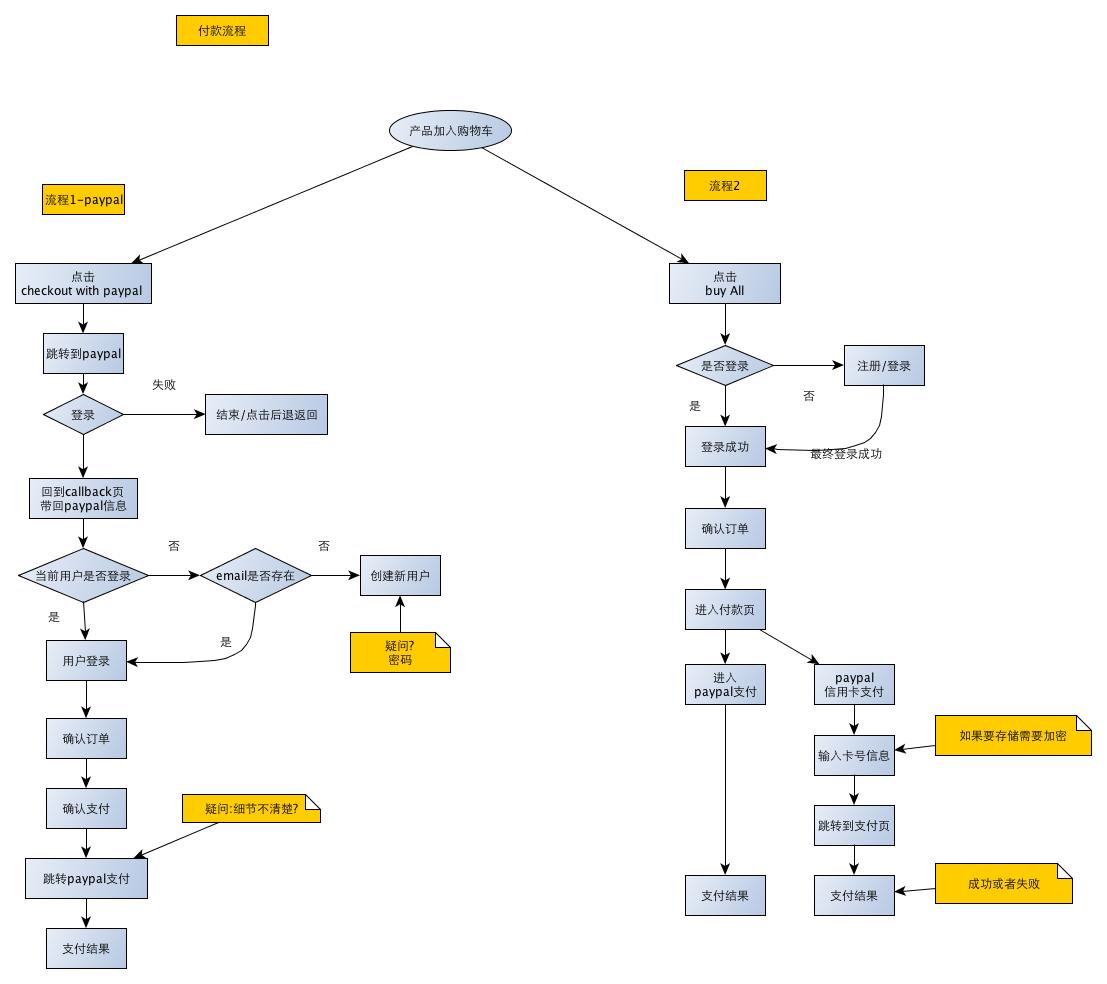 付款流程
产品加入购物车
流程1-paypal
流程2
点击
checkout with paypal
点击
buy All
跳转到paypal
是否登录
注册/登录
失败
否
登录
结束/点击后退返回
是
登录成功
最终登录成功
回到callback页
带回paypal信息
确认订单
否
否
当前用户是否登录
email是否存在
创建新用户
进入付款页
是
是
疑问?
密码
用户登录
进入
paypal支付
paypal
信用卡支付
确认订单
如果要存储需要加密
输入卡号信息
确认支付
疑问:细节不清楚?
跳转到支付页
跳转paypal支付
成功或者失败
支付结果
支付结果
支付结果